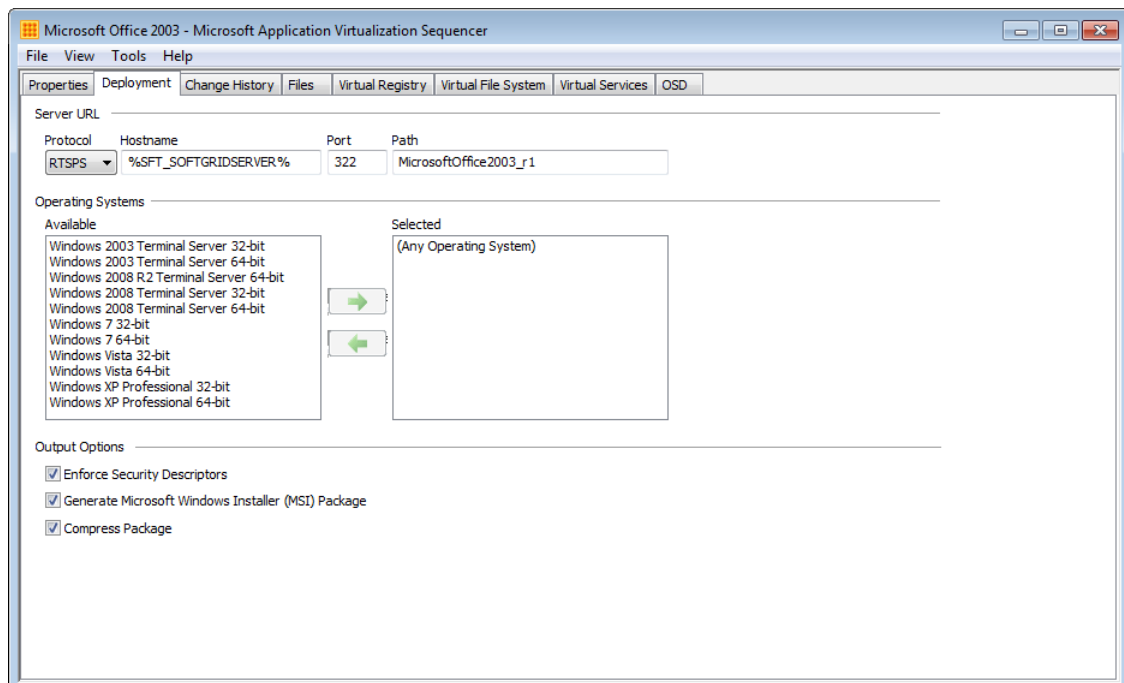 Microsoft Office 2003 - Microsoft Application Virtualization Sequencer
File View Tools Help
Properties Deployment Change History Files Virtual Registry Virtual File System Virtual Services OSD
Server URL
Protocol Hostname Port Path
RTSPS %SFT_SOFTGRIDSERVER% 322 MicrosoftOffice2003_r1
Operating Systems
Available Selected
Windows 2003 Terminal Server 32-bit (Any Operating System)
Windows 2003 Terminal Server 64-bit
Windows 2008 R2 Terminal Server 64-bit
Windows 2008 Terminal Server 32-bit
Windows 2008 Terminal Server 64-bit
Windows 7 32-bit
Windows 7 64-bit
Windows Vista 32-bit
Windows Vista 64-bit
Windows XP Professional 32-bit
Windows XP Professional 64-bit
Output Options
Enforce Security Descriptors
Generate Microsoft Windows Installer (MSI) Package
Compress Package